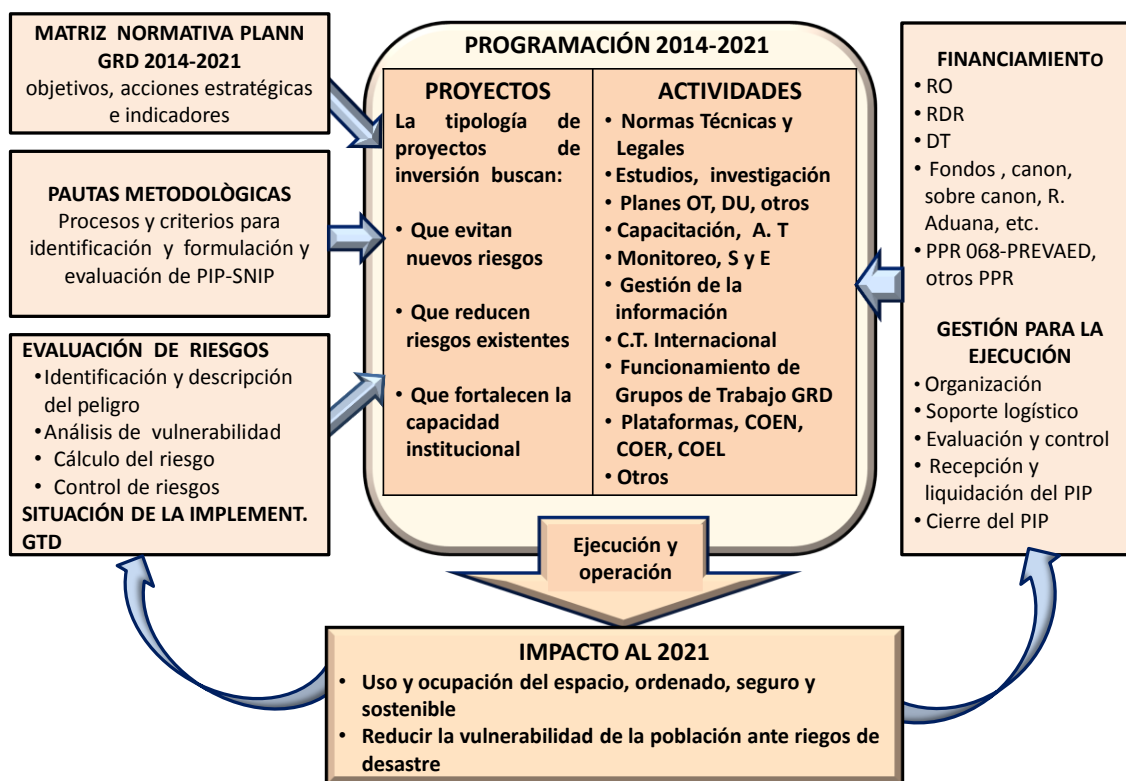 MATRIZ NORMATIVA PLANN
GRD 2014-2021
objetivos, acciones estratégicas
e indicadores
PAUTAS METODOLÒGICAS
Procesos y criterios para
identificación y formulación y
evaluación de PIP-SNIP
EVALUACIÓN DE RIESGOS
•Identificación y descripción
del peligro
•Análisis de vulnerabilidad
• Cálculo del riesgo
• Control de riesgos
SITUACIÓN DE LA IMPLEMENT.
GTD
PROGRAMACIÓN 2014-2021
PROYECTOS
La tipología de
proyectos de
inversión buscan:
• Que evitan
nuevos riesgos
• Que reducen
riesgos existentes
• Que fortalecen la
capacidad
institucional
ACTIVIDADES
• Normas Técnicas y
Legales
•Estudios, investigación
• Planes OT, DU, otros
• Capacitación, A. T
• Monitoreo, S y E
• Gestión de la
información
• C.T. Internacional
• Funcionamiento de
Grupos de Trabajo GRD
• Plataformas, COEN,
COER, COEL
• Otros
FINANCIAMIENTO
• RO
• RDR
• DT
• Fondos , canon,
sobre canon, R.
Aduana, etc.
• PPR 068-PREVAED,
otros PPR
GESTIÓN PARA LA
EJECUCIÓN
• Organización
• Soporte logístico
• Evaluación y control
• Recepción y
liquidación del PIP
• Cierre del PIP
Ejecución y
operación
IMPACTO AL 2021
• Uso y ocupación del espacio, ordenado, seguro y
sostenible
• Reducir la vulnerabilidad de la población ante riegos de
desastre